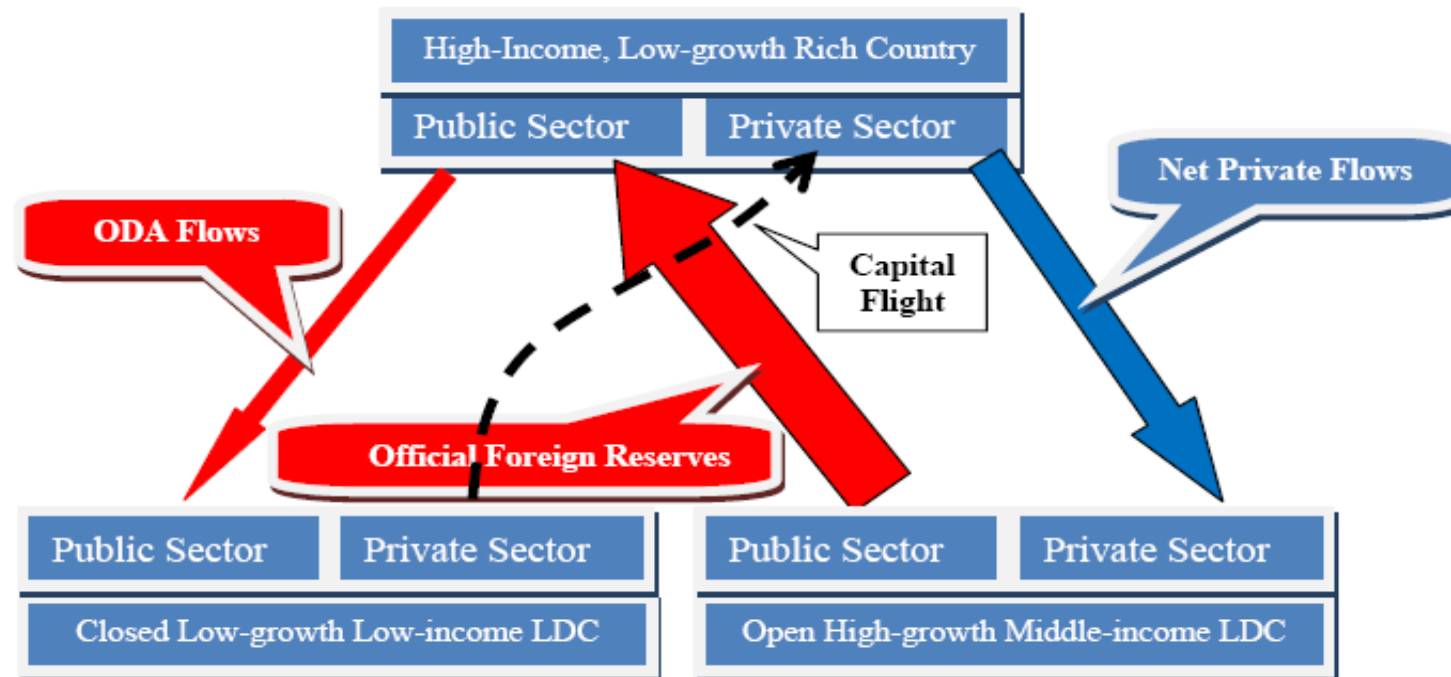 High-Income, Low-growth Rich Country
Public Sector
Private Sector
Net Private Flows
ODA Flows
Capital
Flight
Official Foreign Reserves
Public Sector
Private Sector
Public Sector
Private Sector
Closed Low-growth Low-income LDC
Open High-growth Middle-income LDC